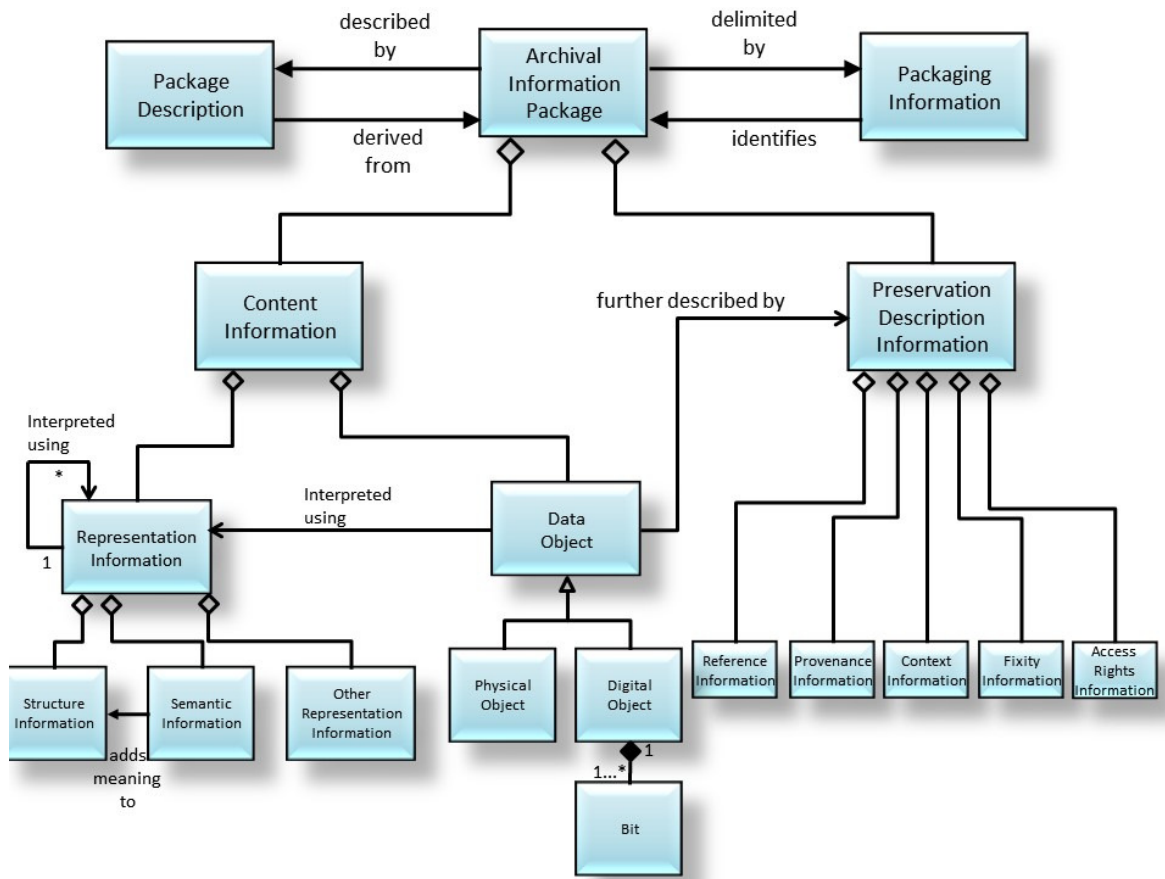 described
by
delimited
by
Package
Description
Archival
Information
Package
Packaging
Information
derived
from
identifies
Content
Information
further described by
Preservation
Description
Information
Interpreted
using
*
Representation
Information
1
Interpreted
using
Data
Object
Structure
Information
Semantic
Information
Other
Representation
Information
adds
meaning
to
Physical
Object
Digital
Object
1
1...*
Bit
Reference
Information
Provenance
Information
Context
Information
Fixity
Information
Access
Rights
Information